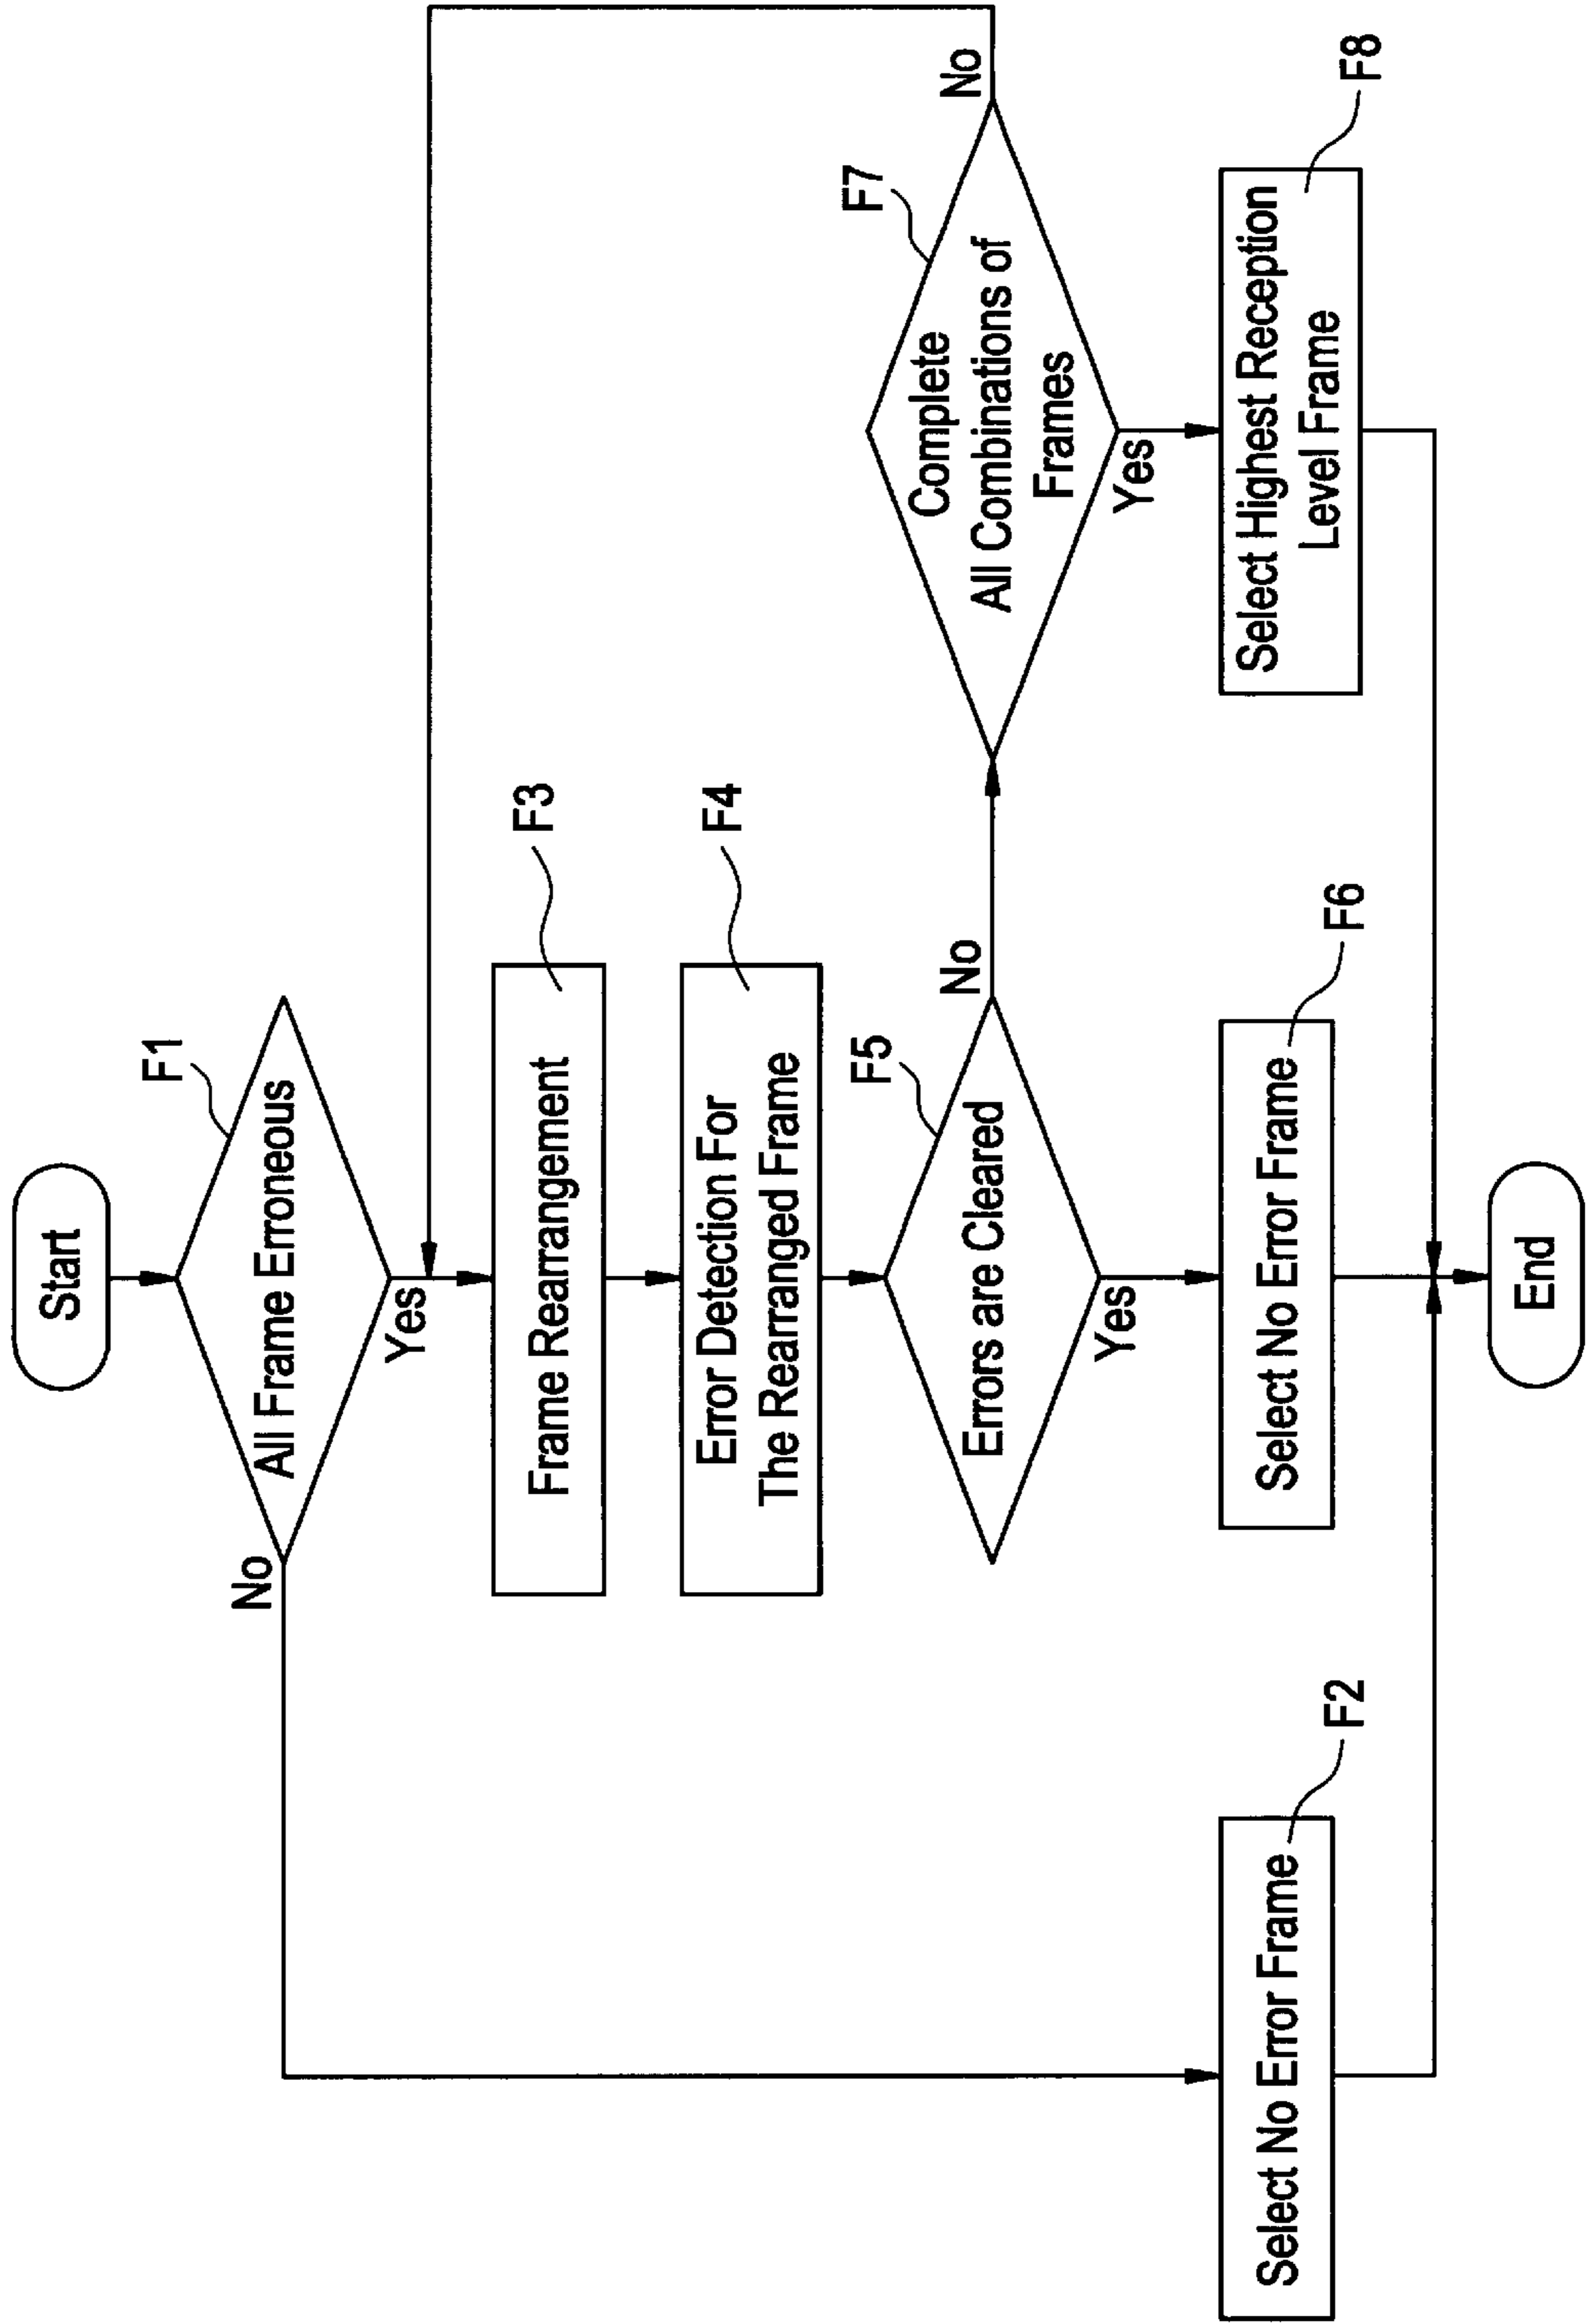 Start
F1
All Frame Erroneous
No
Yes
F3
Frame Rearrangement
F4
Error Detection For
The Rearranged Frame
F5
Errors are Cleared
No
Yes
F7
Complete
All Combinations of
Frames
No
Yes
F2
Select No Error Frame
F6
Select No Error Frame
F8
Select Highest Reception
Level Frame
End